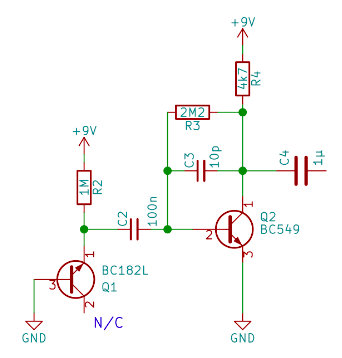 +9V
4k7
R4
2M2
R3
+9V
C3
10p
C4
1µ
1M
R2
C2
100n
1
Q2
BC549
2
3
1
BC182L
Q1
3
2
N/C
GND
GND